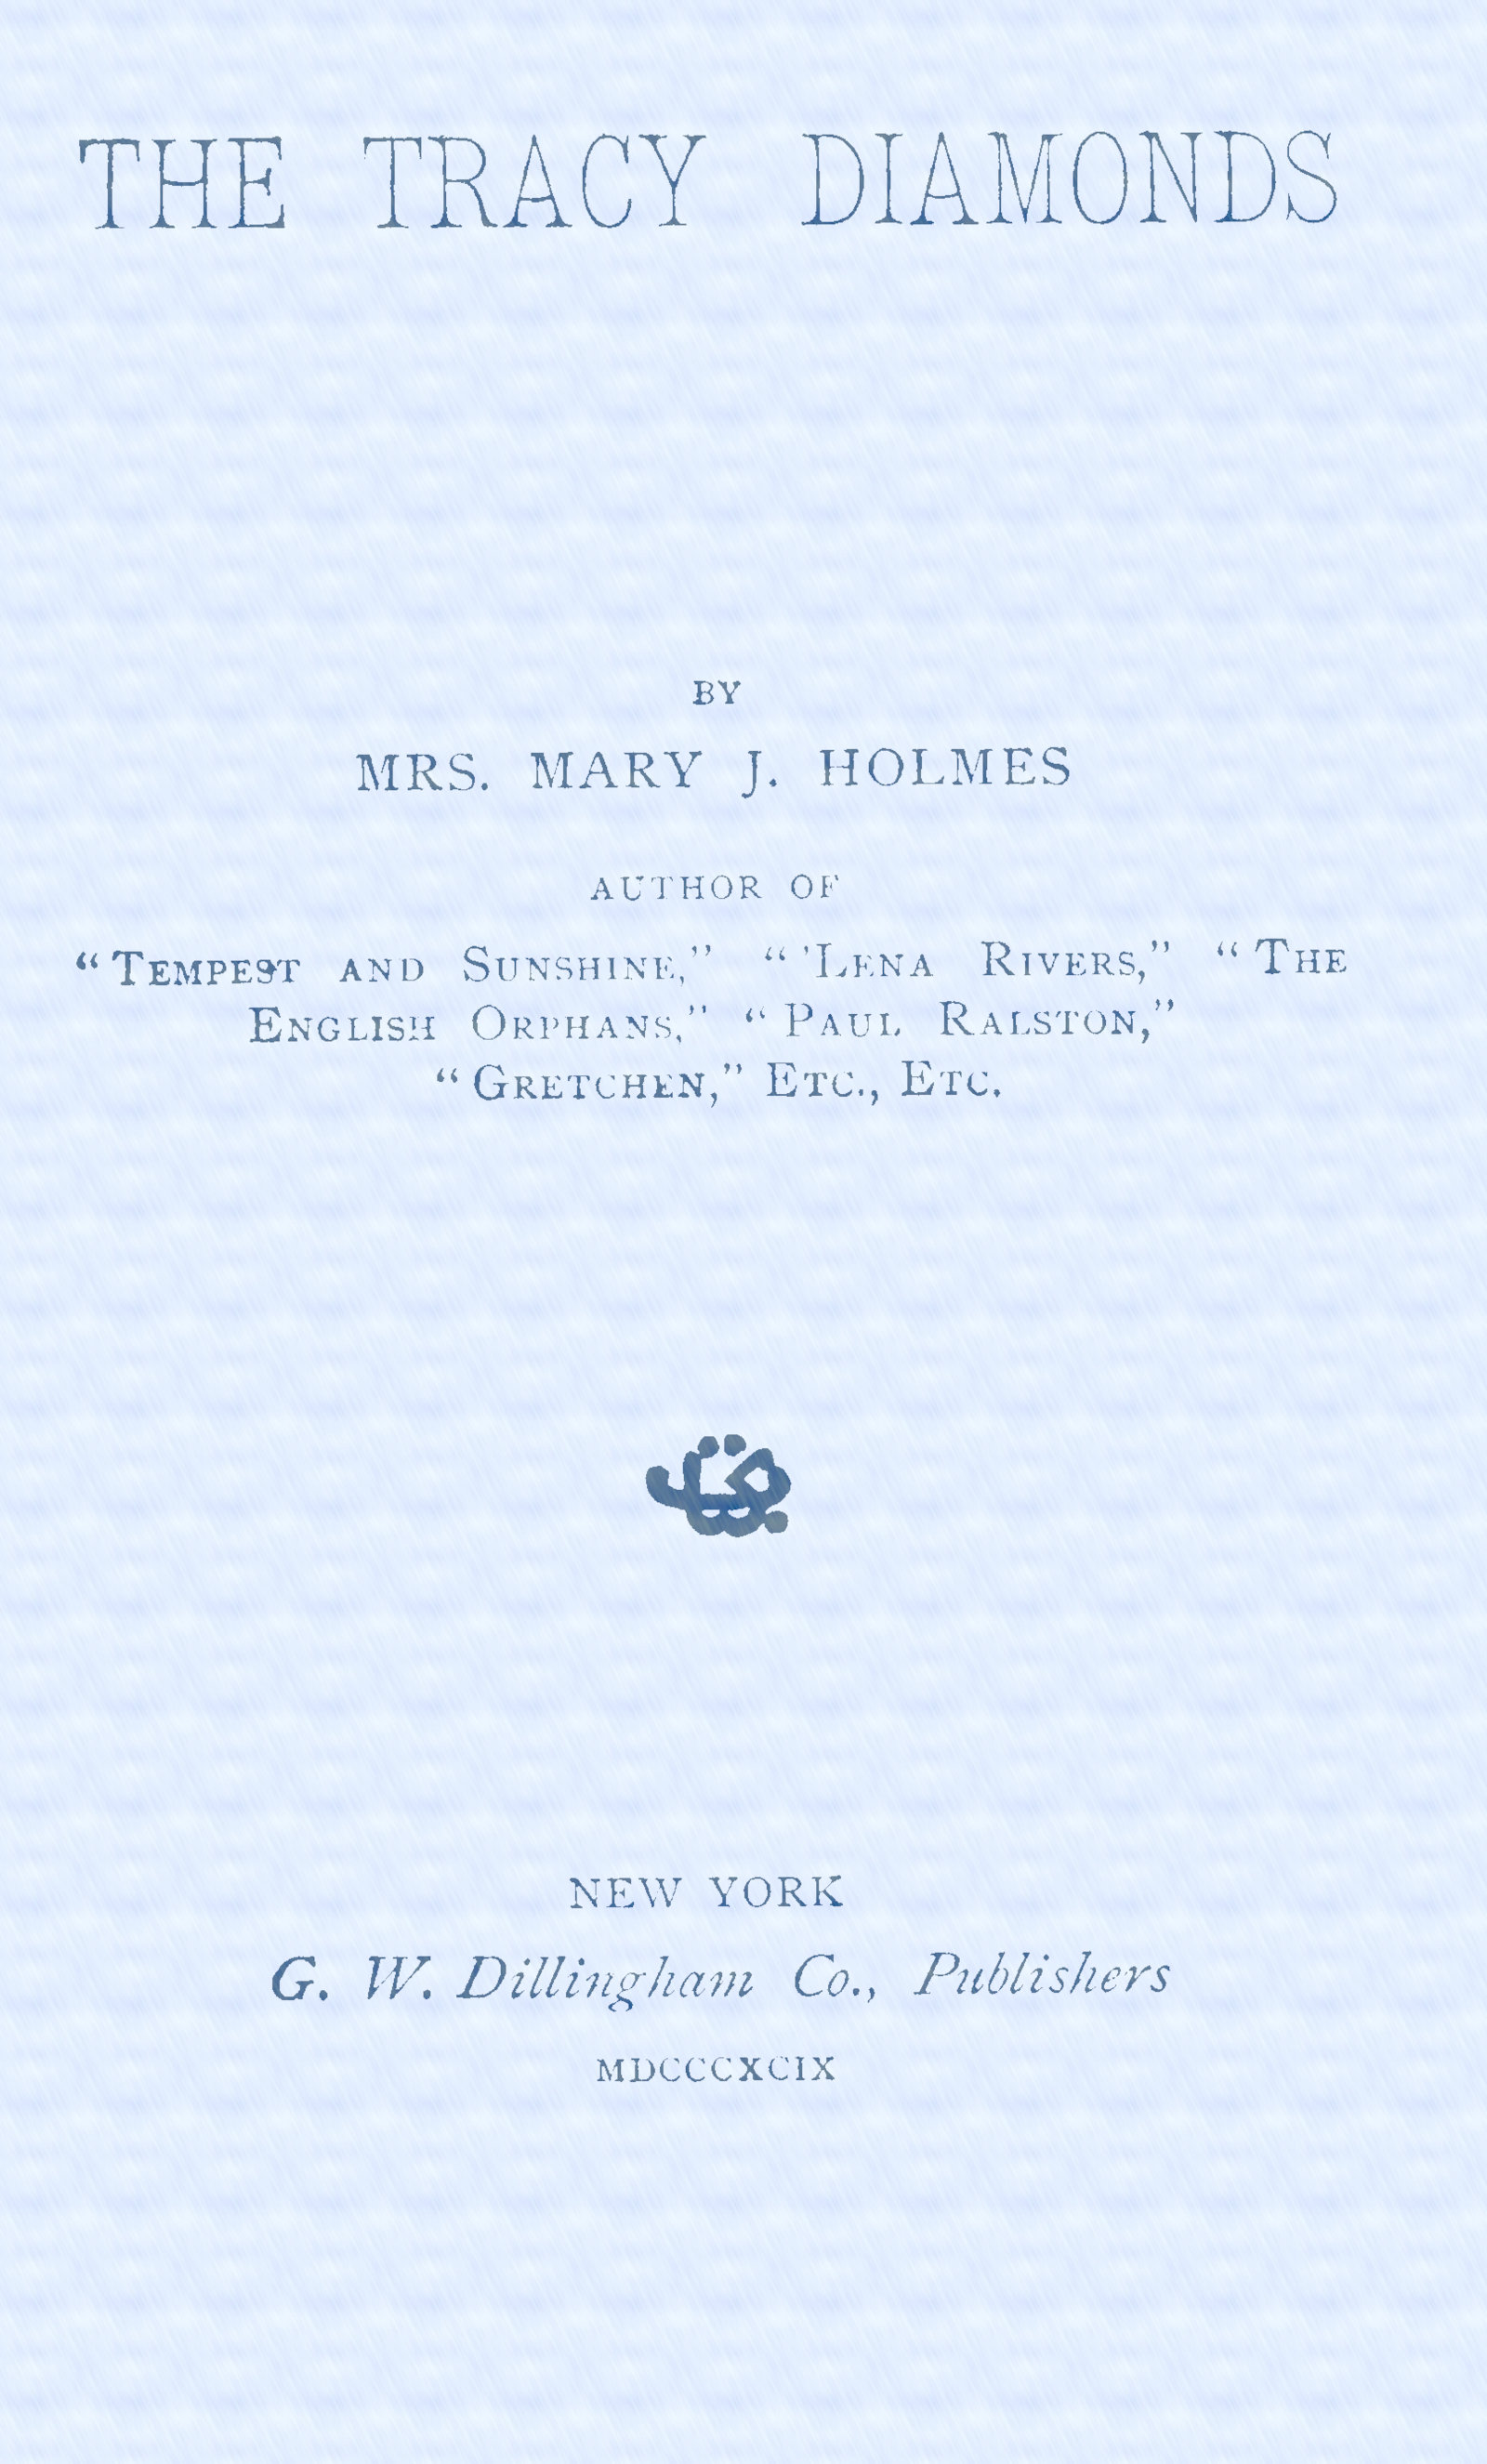 THE TRACY DIAMONDS
BY
MRS. MARY J. HOLMES
AUTHOR OF
“TEMPEST AND SUNSHINE,” “'LENA RIVERS,” “THE
ENGLISH ORPHANS,” “PAUL RALSTON,”
“GRETCHEN,” ETC., ETC.
NEW YORK
G. W. Dillingham Co., Publishers
MDCCCXCIX